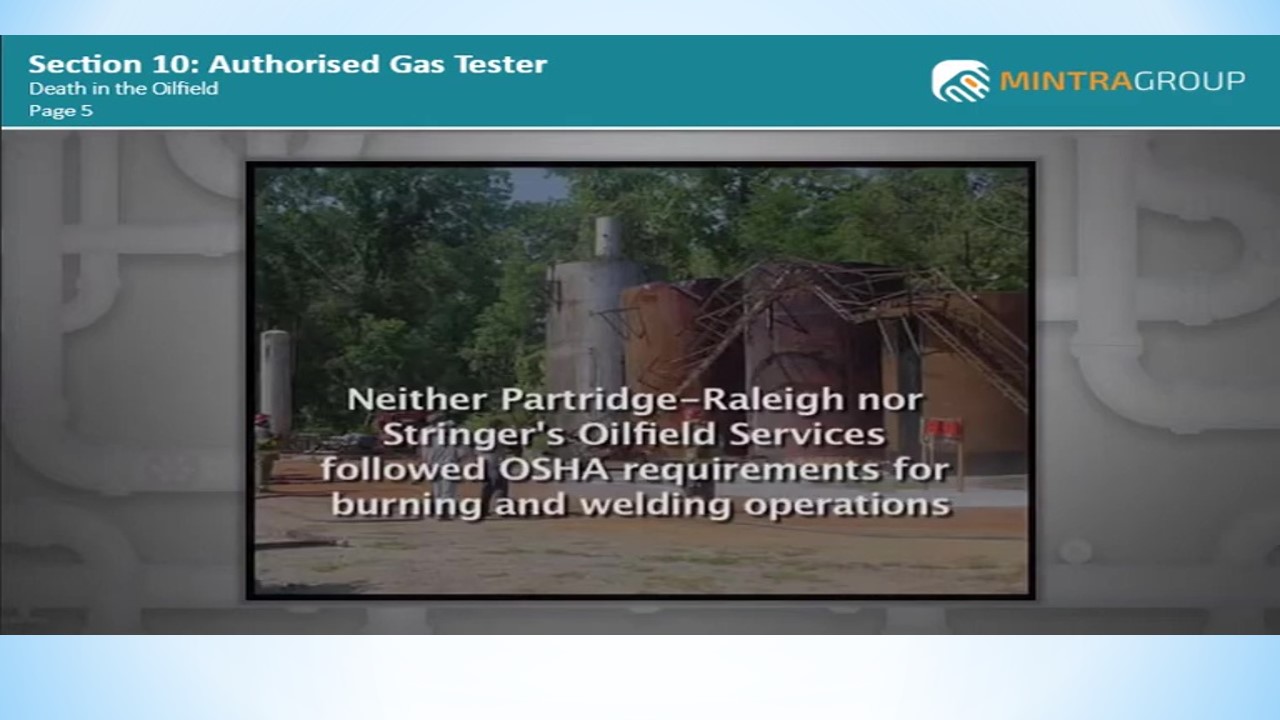 Section 10: Authorised Gas Tester
Death in the Oilfield
Page 5
MINTRAGROUP
Neither Partridge-Raleigh nor
Stringer's Oilfield Services
followed OSHA requirements for
burning and welding operations